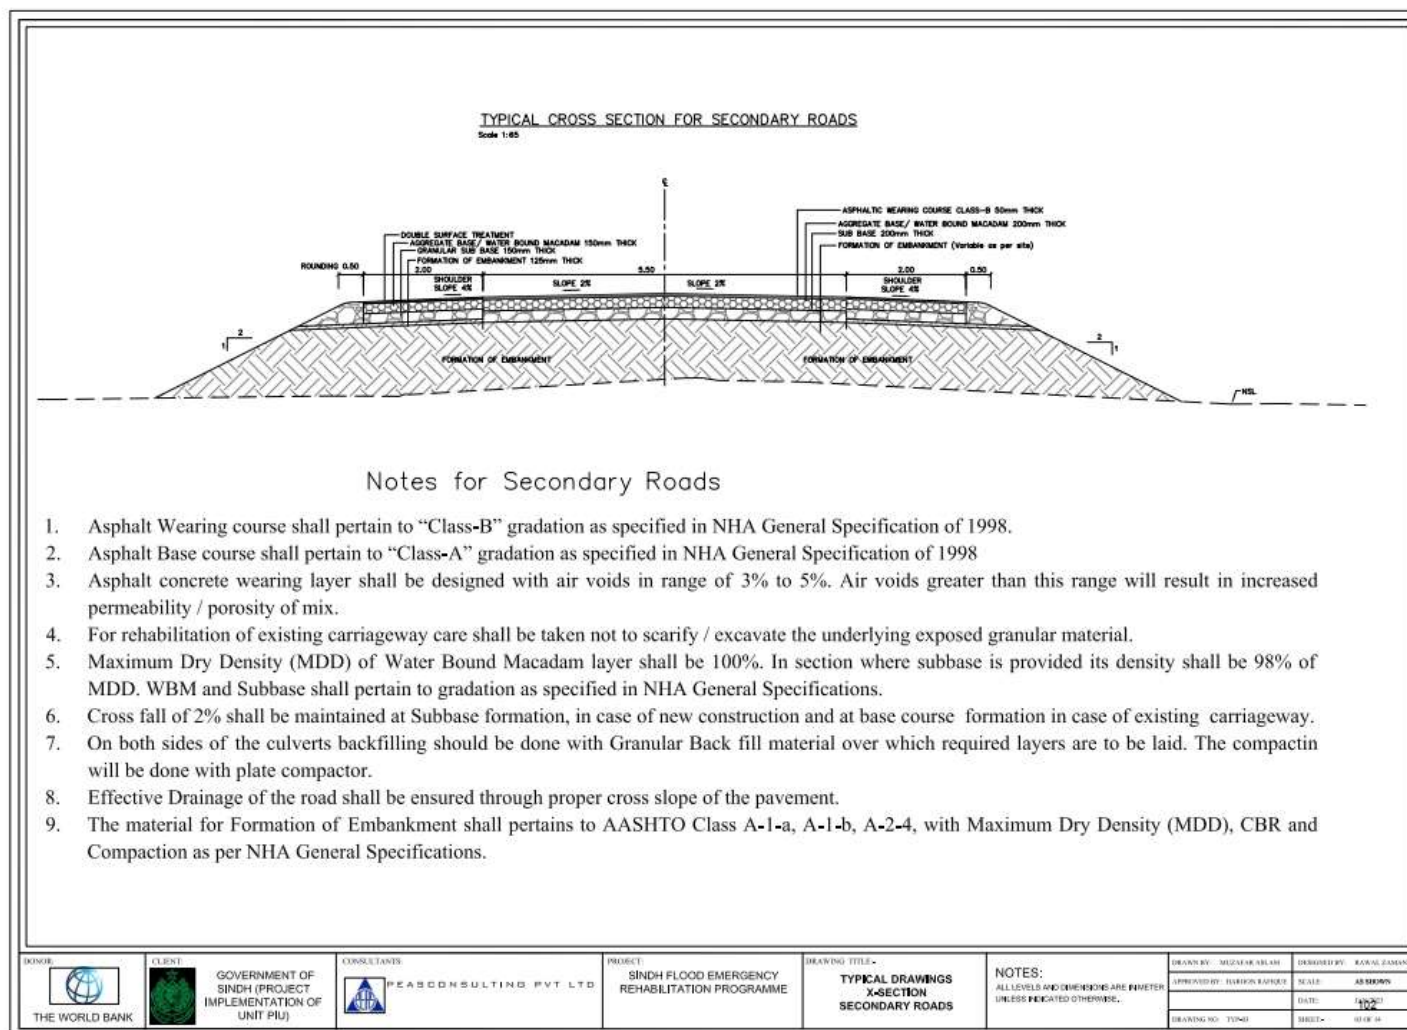 TYPICAL CROSS SECTION FOR SECONDARY ROADS
Scale 1:65
℄
ASPHALTIC WEARING COURSE CLASS-B 50mm THICK
AGGREGATE BASE/ WATER BOUND MACADAM 200mm THICK
SUB BASE 200mm THICK
FORMATION OF EMBANKMENT (Variable as per site)
DOUBLE SURFACE TREATMENT
AGGREGATE BASE/ WATER BOUND MACADAM 150mm THICK
GRANULAR SUB BASE 150mm THICK
FORMATION OF EMBANKMENT 125mm THICK
ROUNDING 0.50 2.00 5.50 2.00 0.50
SHOULDER SLOPE 2% SLOPE 2% SHOULDER
SLOPE 4% SLOPE 4%
2 2
1 1
FORMATION OF EMBANKMENT FORMATION OF EMBANKMENT
NSL
Notes for Secondary Roads
1. Asphalt Wearing course shall pertain to “Class-B” gradation as specified in NHA General Specification of 1998.
2. Asphalt Base course shall pertain to “Class-A” gradation as specified in NHA General Specification of 1998
3. Asphalt concrete wearing layer shall be designed with air voids in range of 3% to 5%. Air voids greater than this range will result in increased
permeability / porosity of mix.
4. For rehabilitation of existing carriageway care shall be taken not to scarify / excavate the underlying exposed granular material.
5. Maximum Dry Density (MDD) of Water Bound Macadam layer shall be 100%. In section where subbase is provided its density shall be 98% of
MDD. WBM and Subbase shall pertain to gradation as specified in NHA General Specifications.
6. Cross fall of 2% shall be maintained at Subbase formation, in case of new construction and at base course formation in case of existing carriageway.
7. On both sides of the culverts backfilling should be done with Granular Back fill material over which required layers are to be laid. The compactin
will be done with plate compactor.
8. Effective Drainage of the road shall be ensured through proper cross slope of the pavement.
9. The material for Formation of Embankment shall pertains to AASHTO Class A-1-a, A-1-b, A-2-4, with Maximum Dry Density (MDD), CBR and
Compaction as per NHA General Specifications.
DONOR:
THE WORLD BANK
CLIENT:
GOVERNMENT OF
SINDH (PROJECT
IMPLEMENTATION OF
UNIT PIU)
CONSULTANTS:
PEASCONSULTING PVT LTD
PROJECT:
SINDH FLOOD EMERGENCY
REHABILITATION PROGRAMME
DRAWING TITLE:-
TYPICAL DRAWINGS
X-SECTION
SECONDARY ROADS
NOTES:
ALL LEVELS AND DIMENSIONS ARE IN METER
UNLESS INDICATED OTHERWISE.
DRAWN BY: MUZAFAR ASLAM DESIGNED BY: RAWAL ZAMAN
APPROVED BY: HAROON RAFIQUE SCALE: AS SHOWN
DATE:
102
DRAWING NO: TYP-03 SHEET:- 03 OF 14